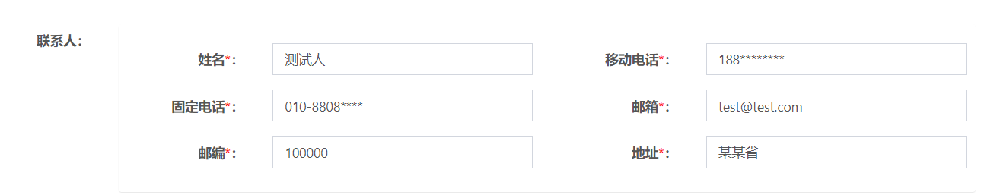 联系人：
姓名*： 测试人 移动电话*： 188********
固定电话*： 010-8808**** 邮箱*： test@test.com
邮编*： 100000 地址*： 某某省